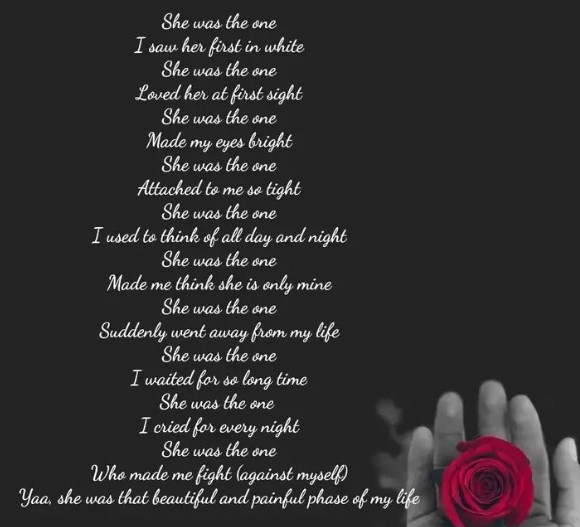 She was the one
I saw her first in white
She was the one
Loved her at first sight
She was the one
Made my eyes bright
She was the one
Attached to me so tight
She was the one
I used to think of all day and night
She was the one
Made me think she is only mine
She was the one
Suddenly went away from my life
She was the one
I waited for so long time
She was the one
I cried for every night
She was the one
Who made me fight (against myself)
Yaa, she was that beautiful and painful phase of my life